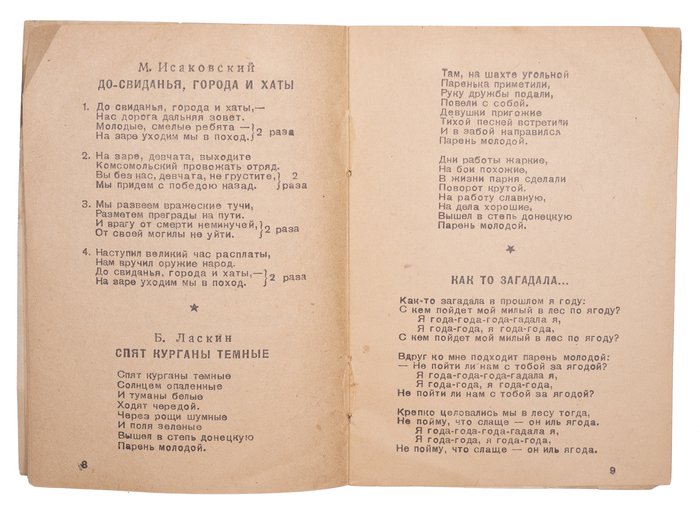 М. Исаковский
ДО-СВИДАНЬЯ, ГОРОДА И ХАТЫ
1. До свиданья, города и хаты,—
Нас дорога дальняя зовет.
Молодые, смелые ребята — } 2 раза
На заре уходим мы в поход.
2. На заре, девчата, выходите
Комсомольский провожать отряд.
Вы без нас, девчата, не грустите, } 2
Мы придем с победою назад. } раза
3. Мы развеем вражеские тучи,
Разметем преграды на пути.
И врагу от смерти неминучей, } 2 раза
От своей могилы не уйти.
4. Наступил великий час расплаты,
Нам вручил оружие народ.
До свиданья, города и хаты,— } 2 раза
На заре уходим мы в поход.
★
Б. Ласкин
СПЯТ КУРГАНЫ ТЕМНЫЕ
Спят курганы темные
Солнцем опаленные
И туманы белые
Ходят чередой.
Через рощи шумные
И поля зеленые
Вышел в степь донецкую
Парень молодой.
8
Там, на шахте угольной
Паренька приметили,
Руку дружбы подали,
Повели с собой.
Девушки пригожие
Тихой песней встретили
И в забой направился
Парень молодой.
Дни работы жаркие,
На бои похожие,
В жизни парня сделали
Поворот крутой.
На работу славную,
На дела хорошие,
Вышел в степь донецкую
Парень молодой.
★
КАК ТО ЗАГАДАЛА...
Как-то загадала в прошлом я году:
С кем пойдет мой милый в лес по ягоду?
Я года-года-года-гадала я,
Я года-года, я года-года,
С кем пойдет мой милый в лес по ягоду?
Вдруг ко мне подходит парень молодой:
— Не пойти ли нам с тобой за ягодой?
Я года-года-года-гадала я,
Я года-года, я года-года,
Не пойти ли нам с тобой за ягодой?
Крепко целовались мы в лесу тогда,
Не пойму, что слаще — он иль ягода.
Я года-года-года-гадала я,
Я года-года, я года-года,
Не пойму, что слаще — он иль ягода.
9